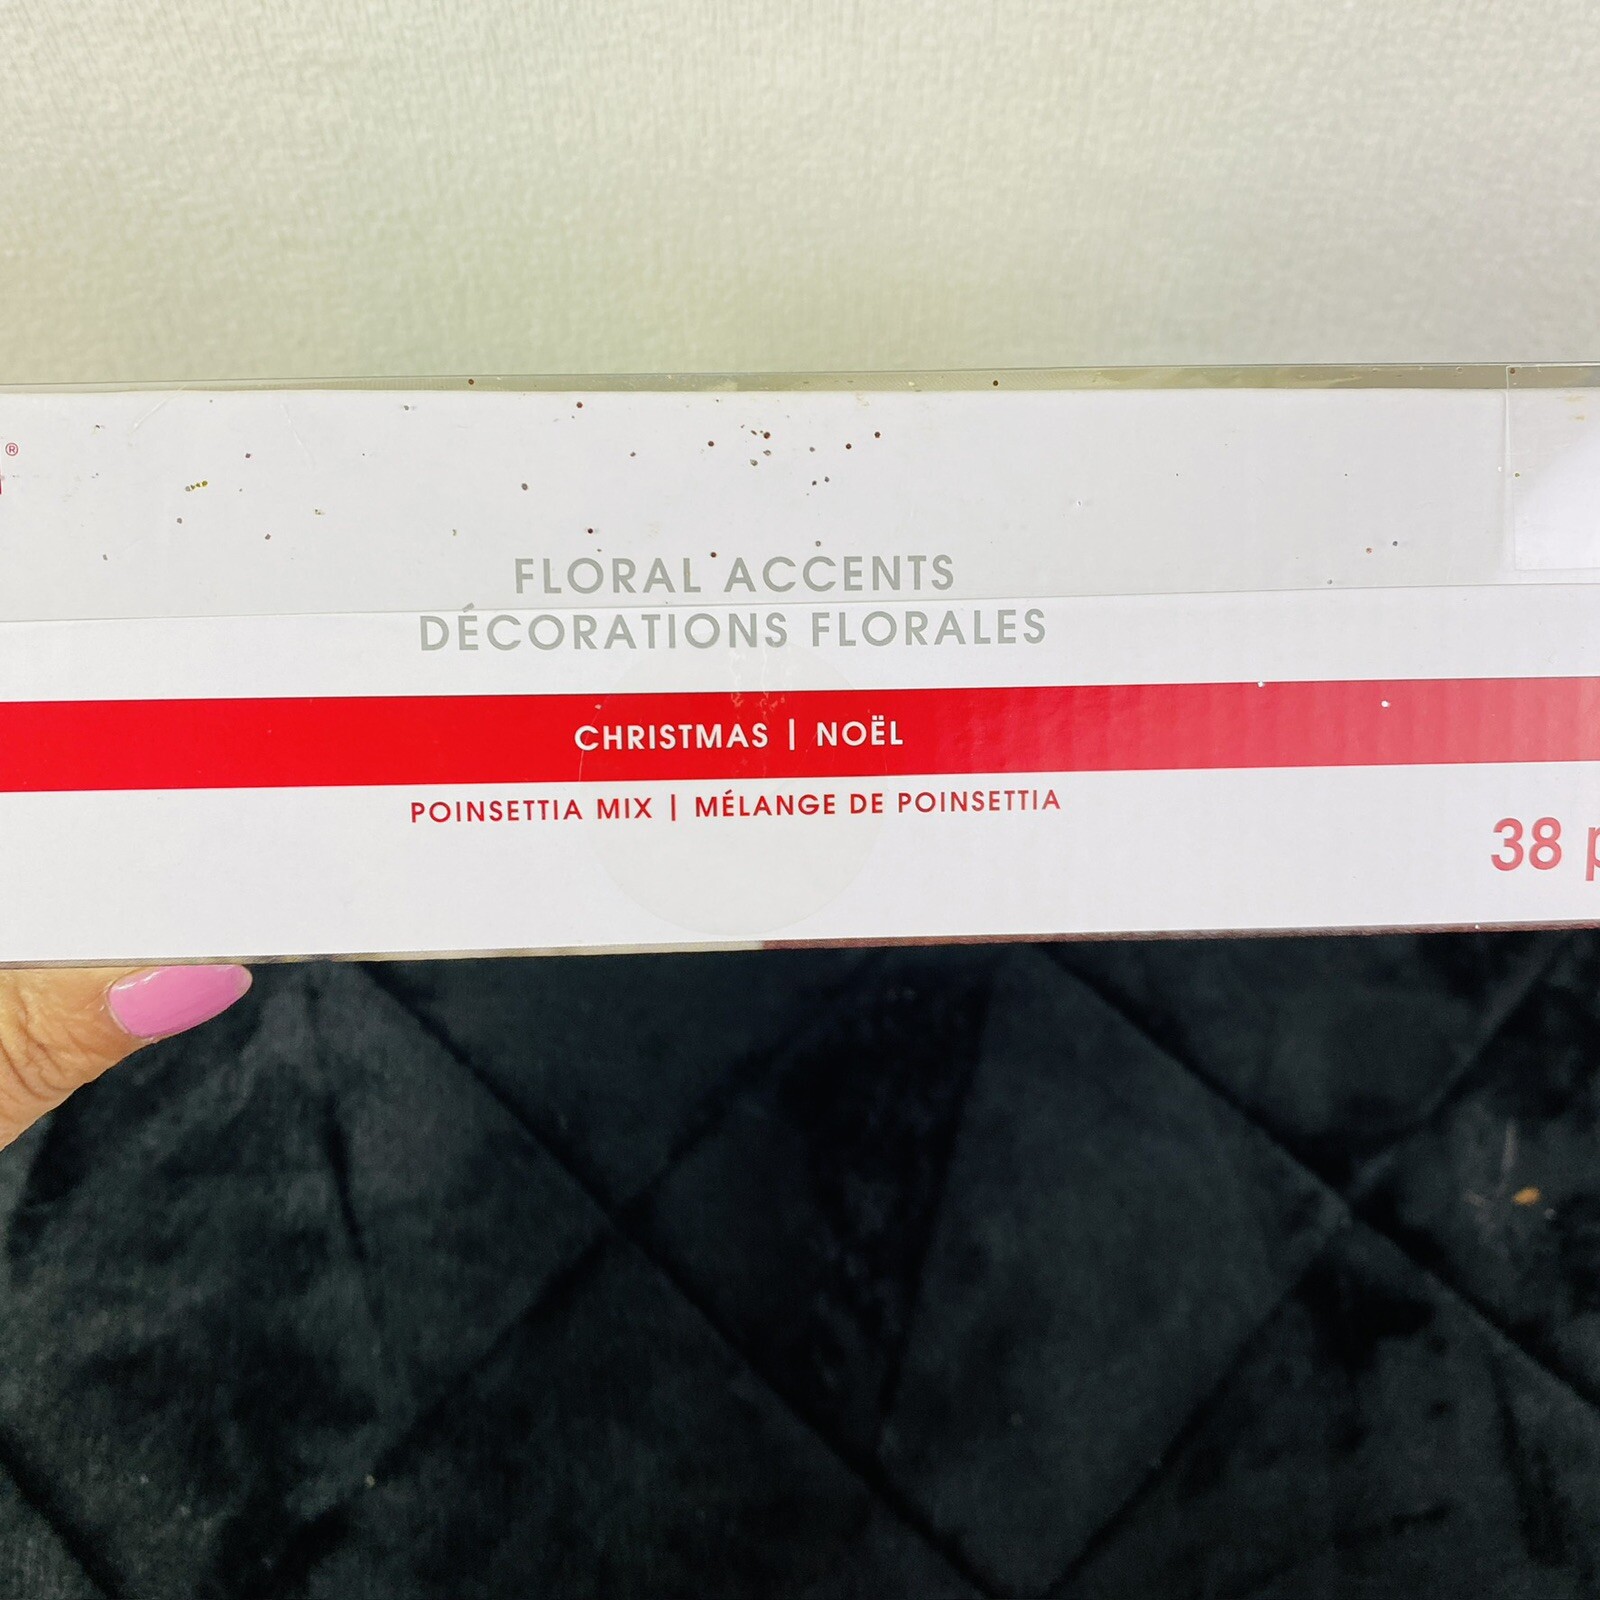 ®
FLORAL ACCENTS
DÉCORATIONS FLORALES
CHRISTMAS | NOËL
POINSETTIA MIX | MÉLANGE DE POINSETTIA
38